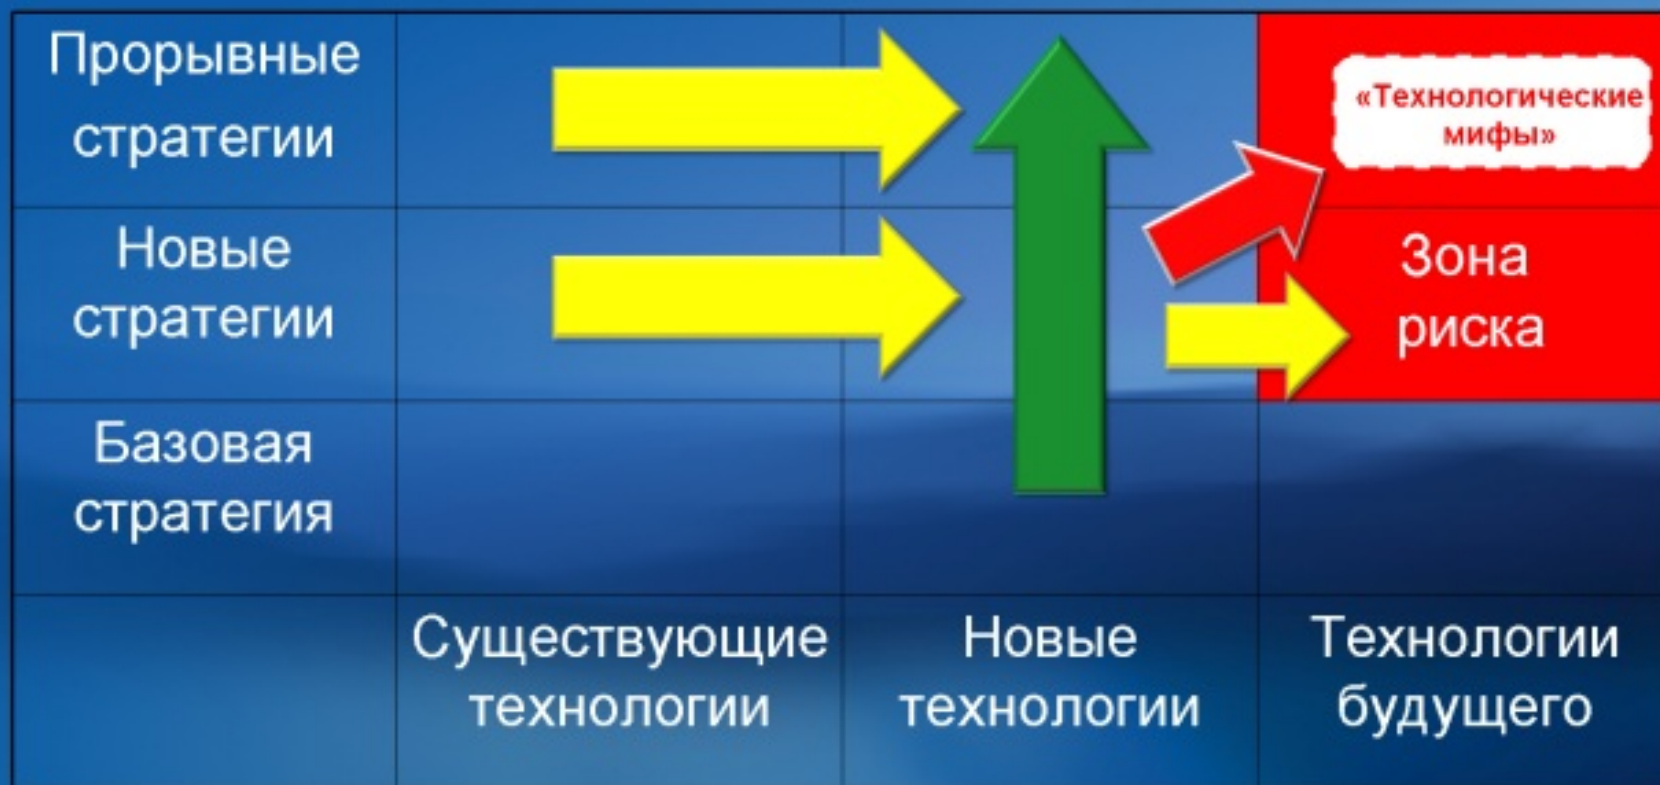 Прорывные
стратегии
«Технологические
мифы»
Новые
стратегии
Зона
риска
Базовая
стратегия
Существующие
технологии
Новые
технологии
Технологии
будущего